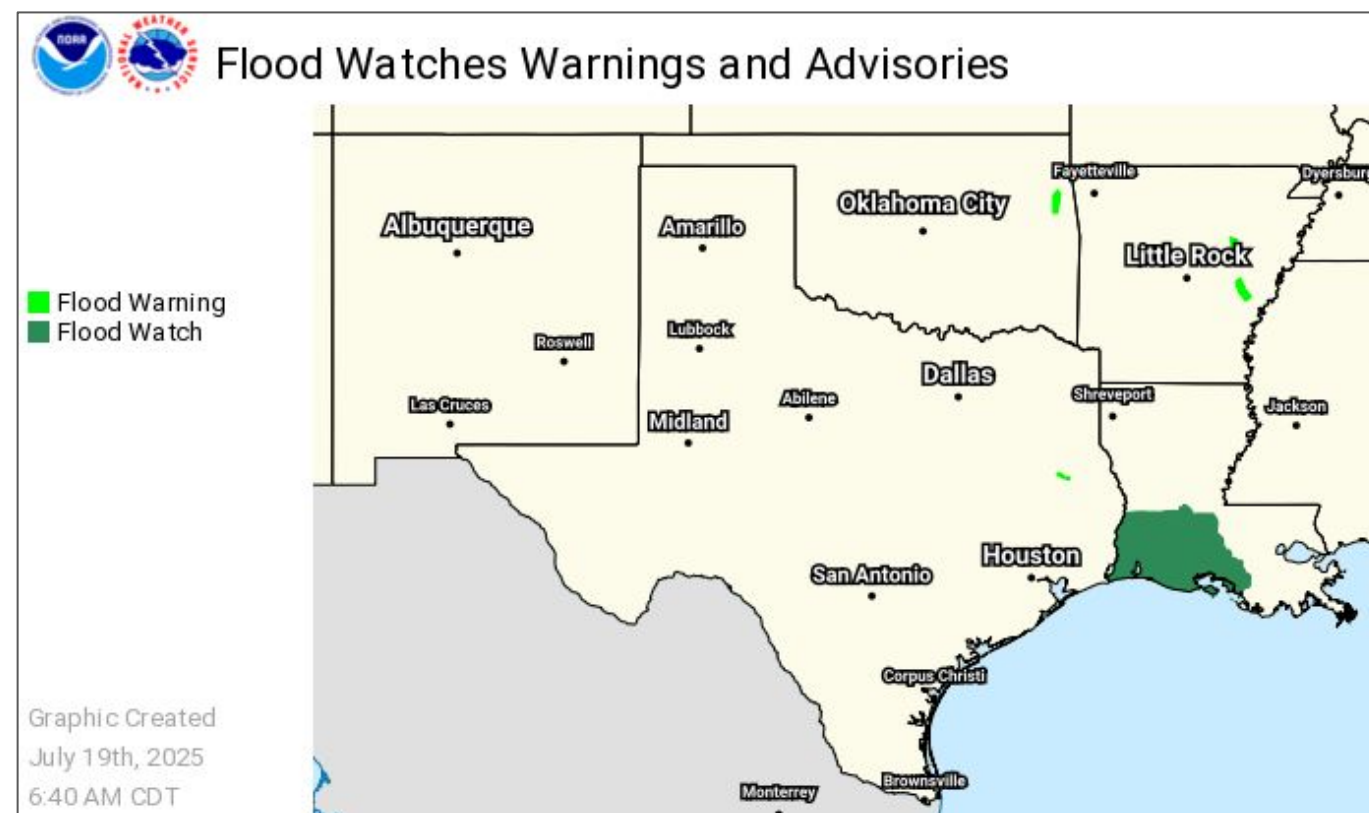 NOAA
NATIONAL WEATHER SERVICE
Flood Watches Warnings and Advisories
Fayetteville
Dyersburg
Oklahoma City
Albuquerque
Amarillo
Little Rock
Flood Warning
Flood Watch
Lubbock
Roswell
Dallas
Shreveport
Abilene
Las Cruces
Jackson
Midland
Houston
San Antonio
Corpus Christi
Graphic Created
July 19th, 2025
6:40 AM CDT
Brownsville
Monterrey